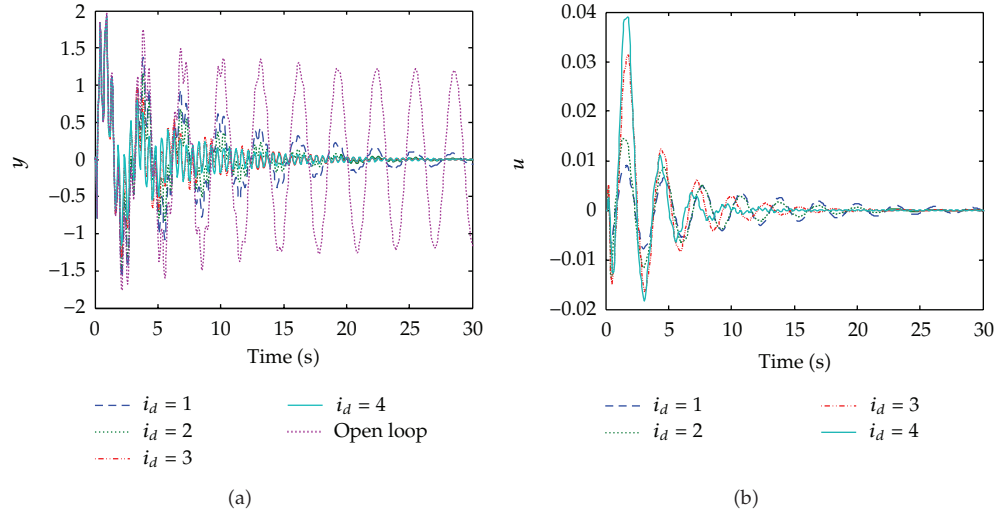 2
1.5
1
0.5
0
−0.5
−1
−1.5
−2
y
0 5 10 15 20 25 30
Time (s)
i_d = 1
i_d = 2
i_d = 3
i_d = 4
Open loop
(a)
0.04
0.03
0.02
0.01
0
−0.01
−0.02
u
0 5 10 15 20 25 30
Time (s)
i_d = 1
i_d = 2
i_d = 3
i_d = 4
(b)